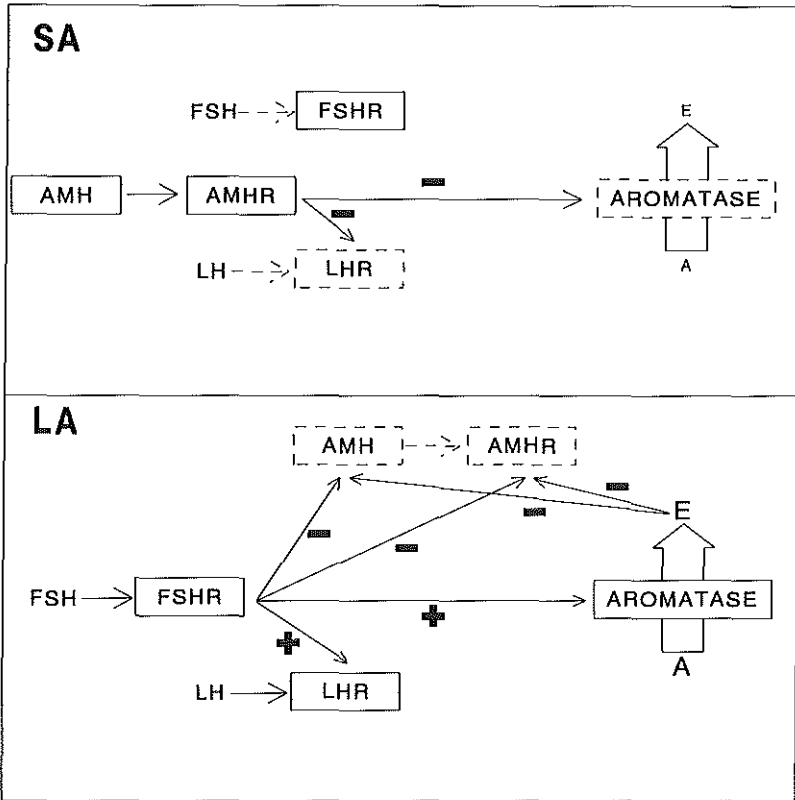 SA
FSH FSHR
E
AMH AMHR − AROMATASE
−
LH LHR
A
LA
AMH AMHR
−
E
−
−
−
FSH FSHR AROMATASE
+
+
A
LH LHR